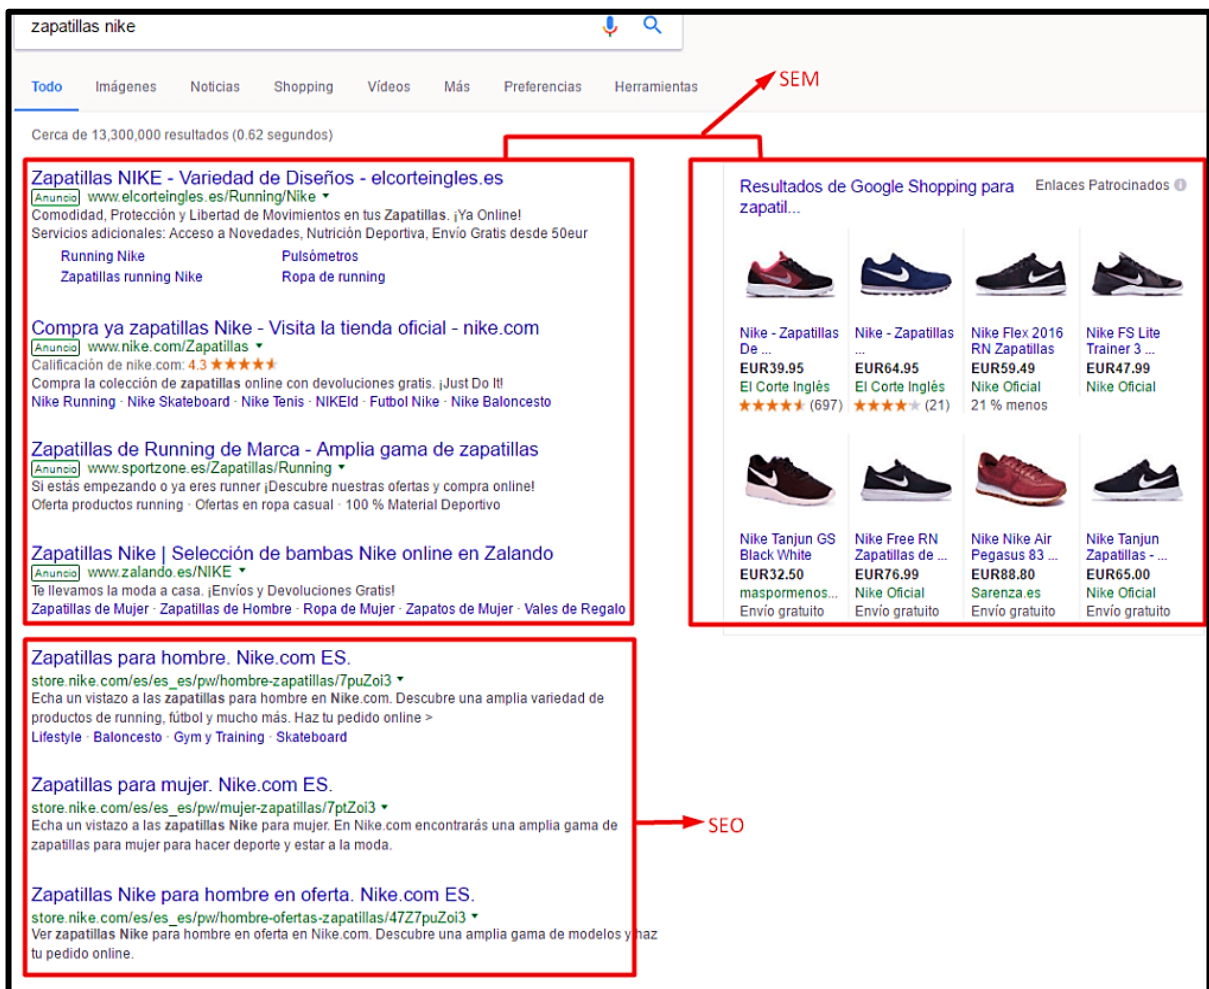 zapatillas nike
Todo Imágenes Noticias Shopping Vídeos Más Preferencias Herramientas
SEM
Cerca de 13,300,000 resultados (0.62 segundos)
Zapatillas NIKE - Variedad de Diseños - elcorteingles.es
Anuncio www.elcorteingles.es/Running/Nike
Comodidad, Protección y Libertad de Movimientos en tus Zapatillas. ¡Ya Online!
Servicios adicionales: Acceso a Novedades, Nutrición Deportiva, Envío Gratis desde 50eur
Running Nike Pulsómetros
Zapatillas running Nike Ropa de running
Compra ya zapatillas Nike - Visita la tienda oficial - nike.com
Anuncio www.nike.com/Zapatillas
Calificación de nike.com: 4.3 ★★★★★
Compra la colección de zapatillas online con devoluciones gratis. ¡Just Do It!
Nike Running · Nike Skateboard · Nike Tenis · NIKEId · Futbol Nike · Nike Baloncesto
Zapatillas de Running de Marca - Amplia gama de zapatillas
Anuncio www.sportzone.es/Zapatillas/Running
Si estás empezando o ya eres runner ¡Descubre nuestras ofertas y compra online!
Oferta productos running · Ofertas en ropa casual · 100 % Material Deportivo
Zapatillas Nike | Selección de bambas Nike online en Zalando
Anuncio www.zalando.es/NIKE
Te llevamos la moda a casa. ¡Envíos y Devoluciones Gratis!
Zapatillas de Mujer · Zapatillas de Hombre · Ropa de Mujer · Zapatos de Mujer · Vales de Regalo
Resultados de Google Shopping para Enlaces Patrocinados
zapatil...
Nike - Zapatillas Nike - Zapatillas Nike Flex 2016 Nike FS Lite
De ... ... RN Zapatillas Trainer 3 ...
EUR39.95 EUR64.95 EUR59.49 EUR47.99
El Corte Inglés El Corte Inglés Nike Oficial Nike Oficial
★★★★★ (697) ★★★★★ (21) 21 % menos
Nike Tanjun GS Nike Free RN Nike Nike Air Nike Tanjun
Black White Zapatillas de ... Pegasus 83 ... Zapatillas - ...
EUR32.50 EUR76.99 EUR88.80 EUR65.00
maspormenos... Nike Oficial Sarenza.es Nike Oficial
Envío gratuito Envío gratuito Envío gratuito Envío gratuito
Zapatillas para hombre. Nike.com ES.
store.nike.com/es/es_es/pw/hombre-zapatillas/7puZoi3
Echa un vistazo a las zapatillas para hombre en Nike.com. Descubre una amplia variedad de
productos de running, fútbol y mucho más. Haz tu pedido online >
Lifestyle · Baloncesto · Gym y Training · Skateboard
Zapatillas para mujer. Nike.com ES.
store.nike.com/es/es_es/pw/mujer-zapatillas/7ptZoi3
Echa un vistazo a las zapatillas Nike para mujer. En Nike.com encontrarás una amplia gama de
zapatillas para mujer para hacer deporte y estar a la moda.
SEO
Zapatillas Nike para hombre en oferta. Nike.com ES.
store.nike.com/es/es_es/pw/hombre-ofertas-zapatillas/47Z7puZoi3
Ver zapatillas Nike para hombre en oferta en Nike.com. Descubre una amplia gama de modelos y haz
tu pedido online.